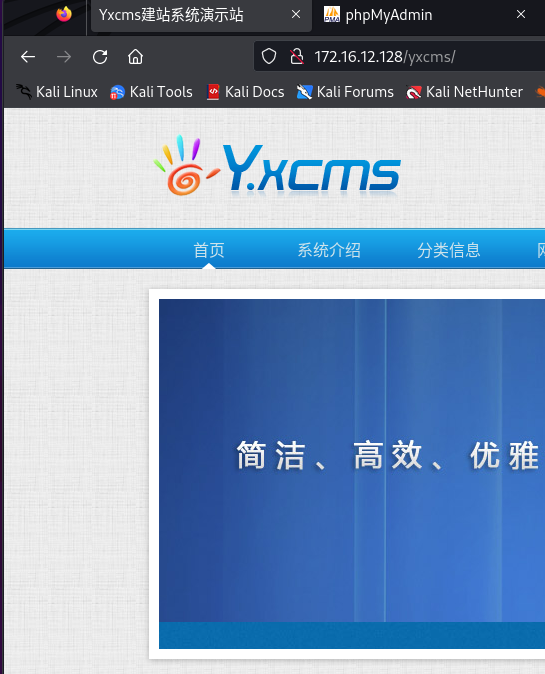 Yxcms建站系统演示站
phpMyAdmin
172.16.12.128/yxcms/
Kali Linux Kali Tools Kali Docs Kali Forums Kali NetHunter
Y.xcms
首页 系统介绍 分类信息
简洁、高效、优雅